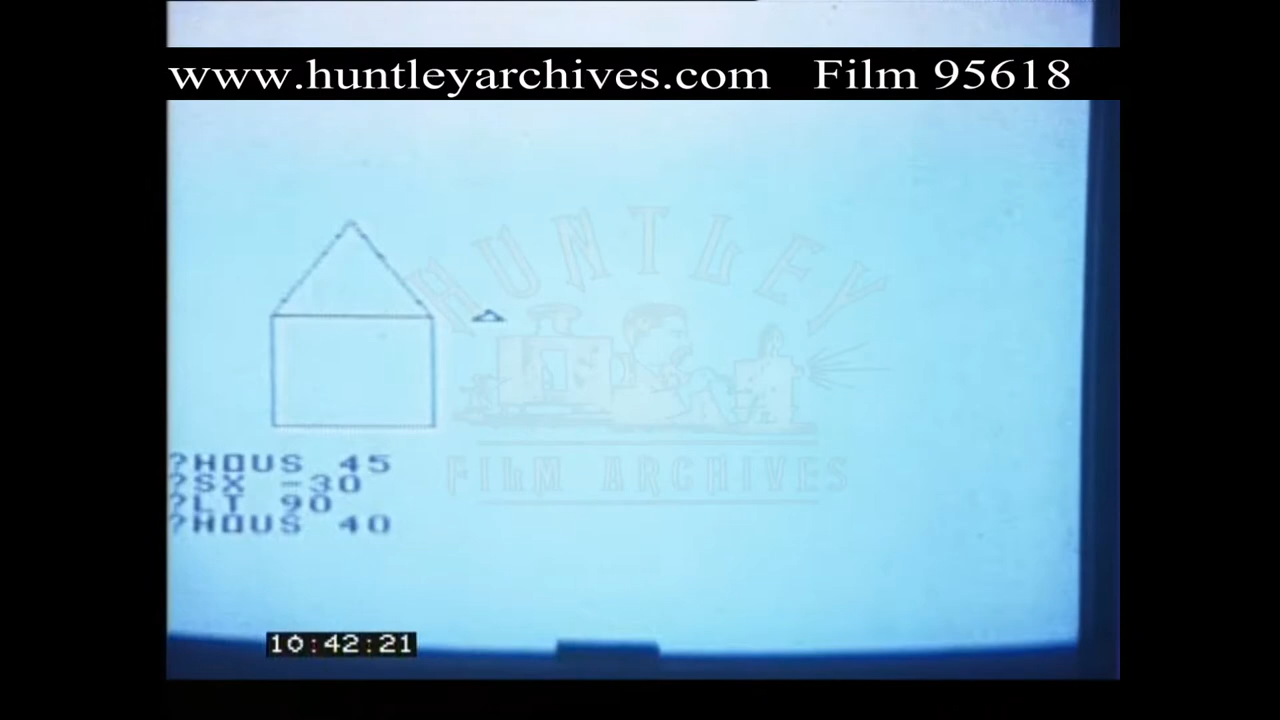 www.huntleyarchives.com Film 95618
HUNTLEY
FILM ARCHIVES
?HOUS 45
?SX -30
?LT 90
?HOUS 40
10:42:21